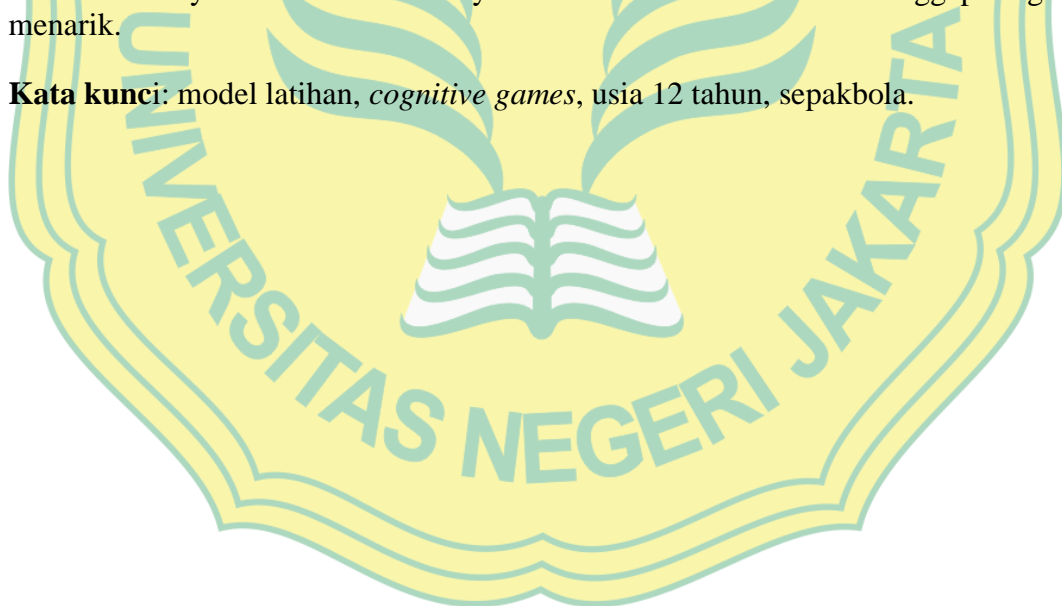 menarik.
Kata kunci: model latihan, cognitive games, usia 12 tahun, sepakbola.
UNIVERSITAS NEGERI JAKARTA